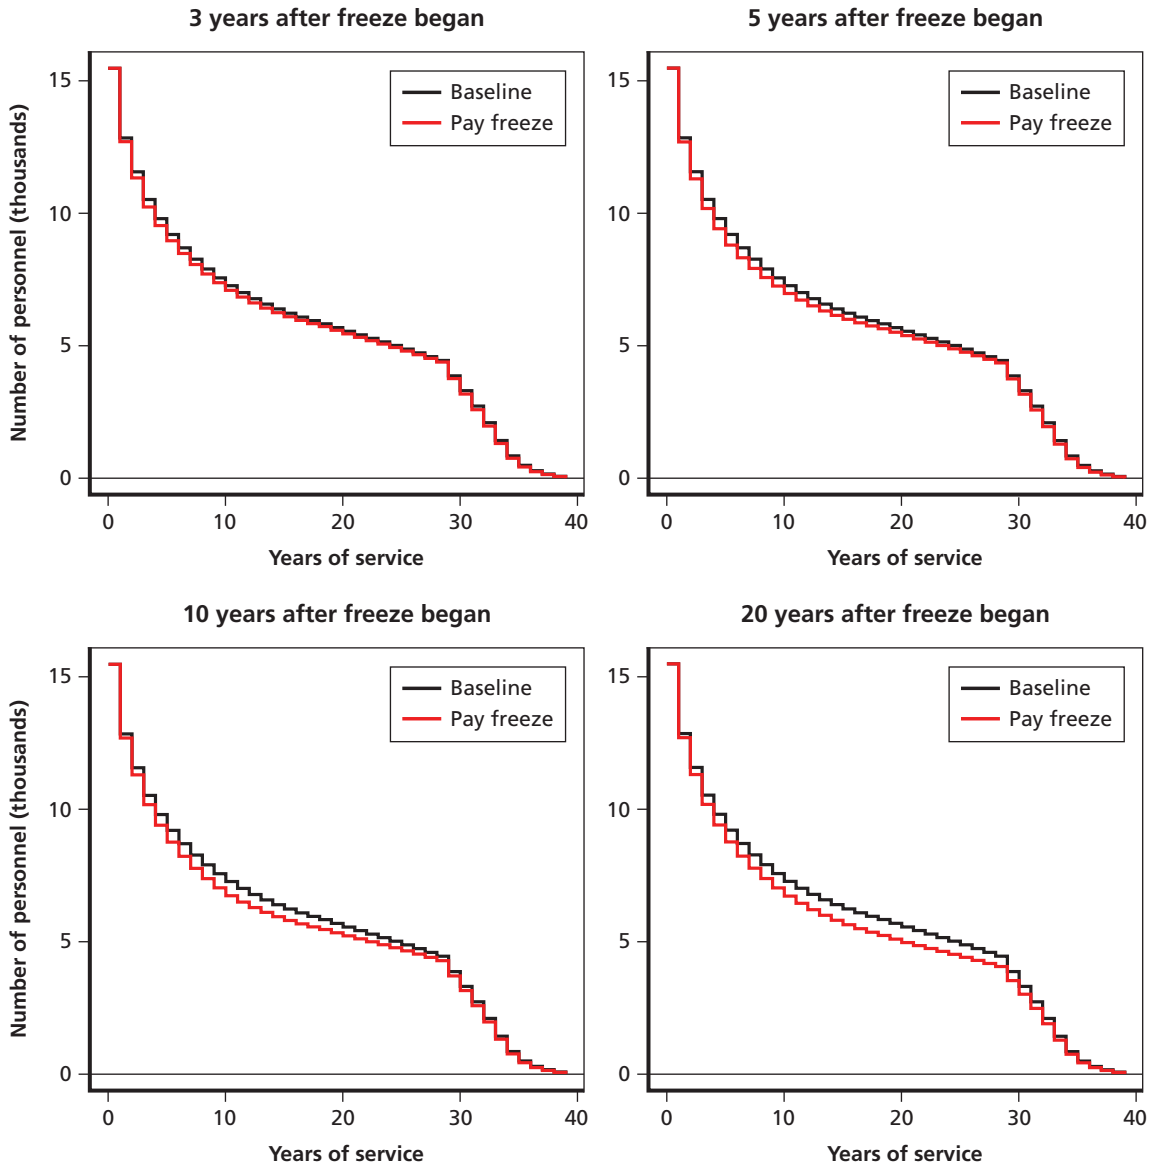 3 years after freeze began
Number of personnel (thousands)
15
10
5
0
Baseline
Pay freeze
0 10 20 30 40
Years of service
5 years after freeze began
15
10
5
0
Baseline
Pay freeze
0 10 20 30 40
Years of service
10 years after freeze began
Number of personnel (thousands)
15
10
5
0
Baseline
Pay freeze
0 10 20 30 40
Years of service
20 years after freeze began
15
10
5
0
Baseline
Pay freeze
0 10 20 30 40
Years of service